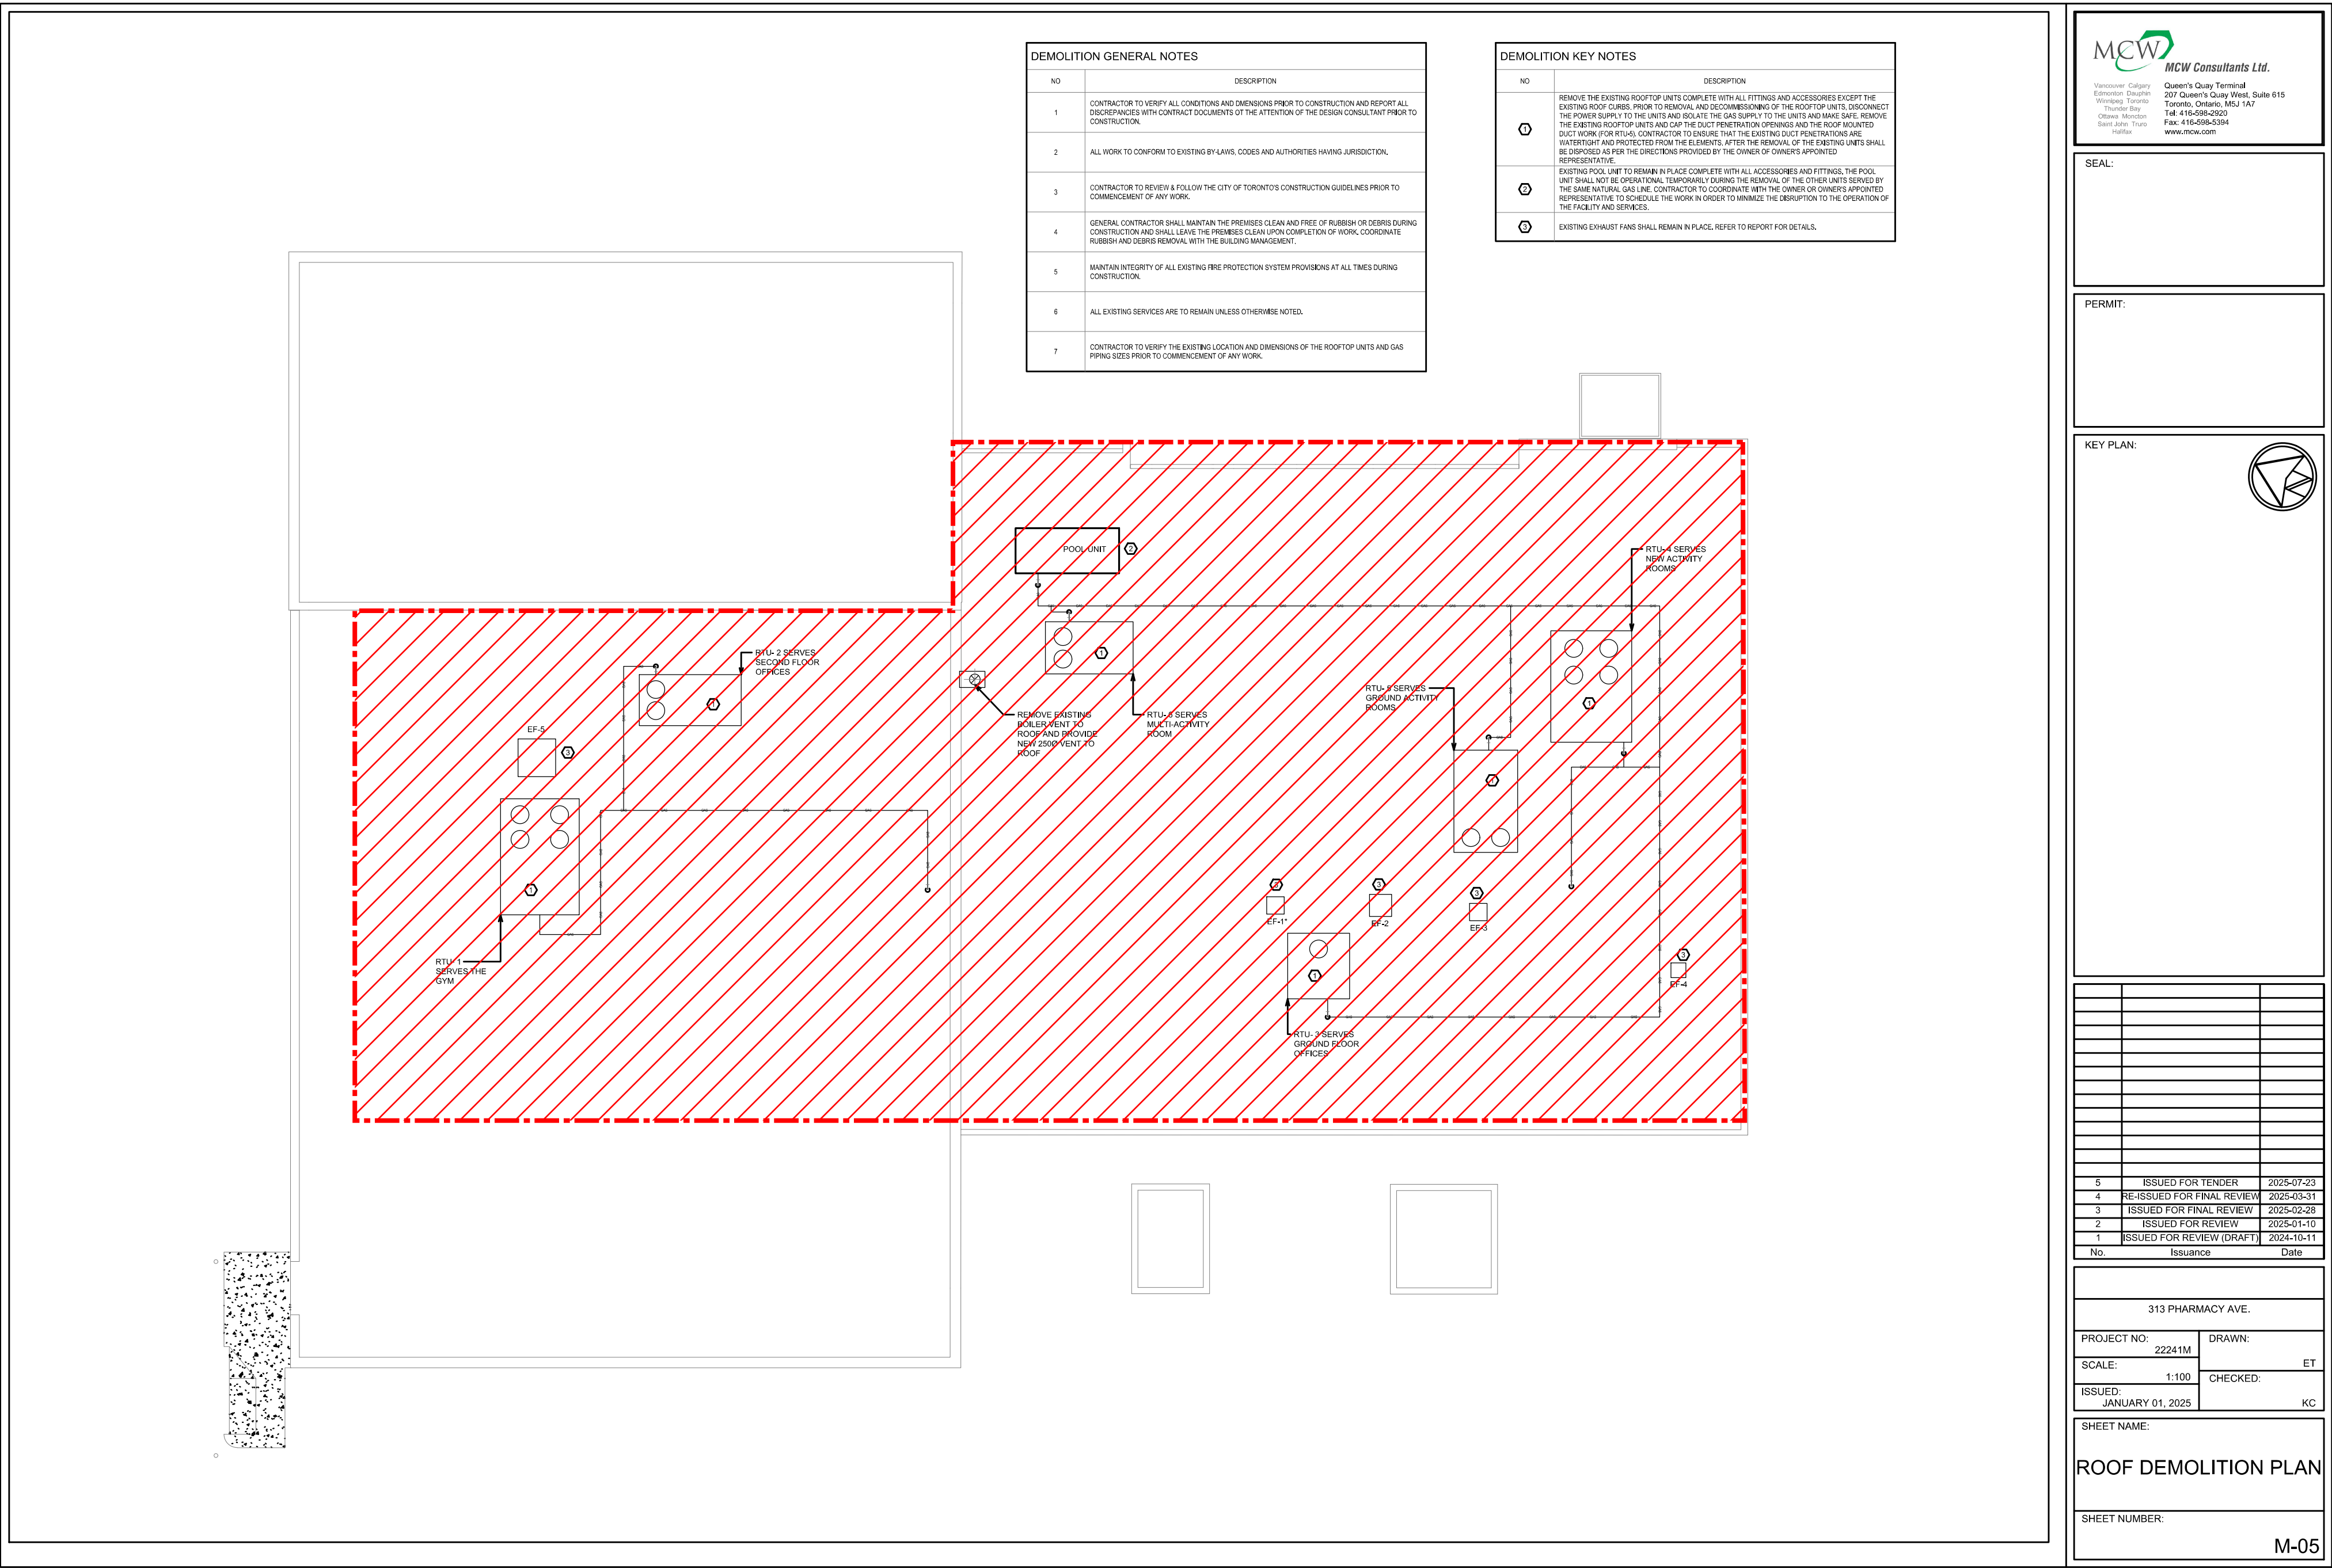 DEMOLITION GENERAL NOTES
NO
DESCRIPTION
1
CONTRACTOR TO VERIFY ALL CONDITIONS AND DMENSIONS PRIOR TO CONSTRUCTION AND REPORT ALL
DISCREPANCIES WITH CONTRACT DOCUMENTS OT THE ATTENTION OF THE DESIGN CONSULTANT PRIOR TO
CONSTRUCTION.
2
ALL WORK TO CONFORM TO EXISTING BY-LAWS, CODES AND AUTHORITIES HAVING JURISDICTION.
3
CONTRACTOR TO REVIEW & FOLLOW THE CITY OF TORONTO'S CONSTRUCTION GUIDELINES PRIOR TO
COMMENCEMENT OF ANY WORK.
4
GENERAL CONTRACTOR SHALL MAINTAIN THE PREMISES CLEAN AND FREE OF RUBBISH OR DEBRIS DURING
CONSTRUCTION AND SHALL LEAVE THE PREMISES CLEAN UPON COMPLETION OF WORK. COORDINATE
RUBBISH AND DEBRIS REMOVAL WITH THE BUILDING MANAGEMENT.
5
MAINTAIN INTEGRITY OF ALL EXISTING FIRE PROTECTION SYSTEM PROVISIONS AT ALL TIMES DURING
CONSTRUCTION.
6
ALL EXISTING SERVICES ARE TO REMAIN UNLESS OTHERWISE NOTED.
7
CONTRACTOR TO VERIFY THE EXISTING LOCATION AND DIMENSIONS OF THE ROOFTOP UNITS AND GAS
PIPING SIZES PRIOR TO COMMENCEMENT OF ANY WORK.
DEMOLITION KEY NOTES
NO
DESCRIPTION
1
REMOVE THE EXISTING ROOFTOP UNITS COMPLETE WITH ALL FITTINGS AND ACCESSORIES EXCEPT THE
EXISTING ROOF CURBS. PRIOR TO REMOVAL AND DECOMMISSIONING OF THE ROOFTOP UNITS, DISCONNECT
THE POWER SUPPLY TO THE UNITS AND ISOLATE THE GAS SUPPLY TO THE UNITS AND MAKE SAFE. REMOVE
THE EXISTING ROOFTOP UNITS AND CAP THE DUCT PENETRATION OPENINGS AND THE ROOF MOUNTED
DUCT WORK (FOR RTU-5). CONTRACTOR TO ENSURE THAT THE EXISTING DUCT PENETRATIONS ARE
WATERTIGHT AND PROTECTED FROM THE ELEMENTS. AFTER THE REMOVAL OF THE EXISTING UNITS SHALL
BE DISPOSED AS PER THE DIRECTIONS PROVIDED BY THE OWNER OF OWNER'S APPOINTED
REPRESENTATIVE.
2
EXISTING POOL UNIT TO REMAIN IN PLACE COMPLETE WITH ALL ACCESSORIES AND FITTINGS. THE POOL
UNIT SHALL NOT BE OPERATIONAL TEMPORARILY DURING THE REMOVAL OF THE OTHER UNITS SERVED BY
THE SAME NATURAL GAS LINE. CONTRACTOR TO COORDINATE WITH THE OWNER OR OWNER'S APPOINTED
REPRESENTATIVE TO SCHEDULE THE WORK IN ORDER TO MINIMIZE THE DISRUPTION TO THE OPERATION OF
THE FACILITY AND SERVICES.
3
EXISTING EXHAUST FANS SHALL REMAIN IN PLACE. REFER TO REPORT FOR DETAILS.
POOL UNIT
2
RTU- 4 SERVES
NEW ACTIVITY
ROOMS
1
RTU- 2 SERVES
SECOND FLOOR
OFFICES
1
1
REMOVE EXISTING
BOILER VENT TO
ROOF AND PROVIDE
NEW 250Ø VENT TO
ROOF
SERVES
MULTI-ACTIVITY
ROOM
SERVES
GROUND ACTIVITY
ROOMS
1
EF-5
3
1
RTU- 1
SERVES THE
GYM
3
EF-1*
3
EF-2
3
EF-3
3
EF-4
1
RTU- 3 SERVES
GROUND FLOOR
OFFICES
MCW
MCW Consultants Ltd.
Vancouver Calgary
Edmonton Dauphin
Winnipeg Toronto
Thunder Bay
Ottawa Moncton
Saint John Truro
Halifax
Queen's Quay Terminal
207 Queen's Quay West, Suite 615
Toronto, Ontario, M5J 1A7
Tel: 416-598-2920
Fax: 416-598-5394
www.mcw.com
SEAL:
PERMIT:
KEY PLAN:
5 ISSUED FOR TENDER 2025-07-23
4 RE-ISSUED FOR FINAL REVIEW 2025-03-31
3 ISSUED FOR FINAL REVIEW 2025-02-28
2 ISSUED FOR REVIEW 2025-01-10
1 ISSUED FOR REVIEW (DRAFT) 2024-10-11
No. Issuance Date
313 PHARMACY AVE.
PROJECT NO:
22241M
DRAWN:
ET
SCALE:
1:100
CHECKED:
KC
ISSUED:
JANUARY 01, 2025
SHEET NAME:
ROOF DEMOLITION PLAN
SHEET NUMBER:
M-05